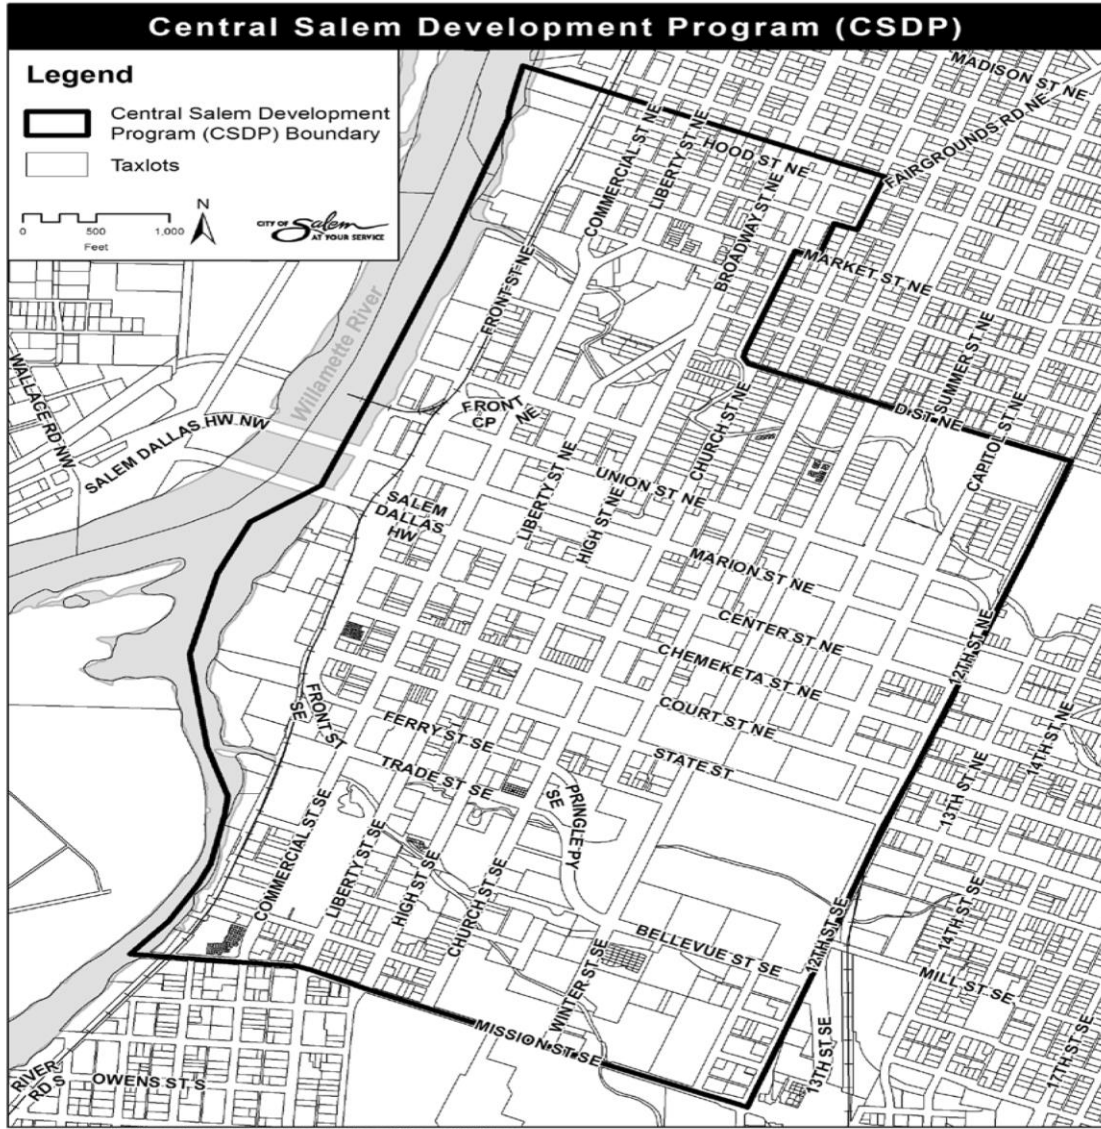 Central Salem Development Program (CSDP)
Legend
Central Salem Development
Program (CSDP) Boundary
Taxlots
0 500 1,000
Feet
N
CITY OF Salem
AT YOUR SERVICE
MADISON ST NE
FAIRGROUNDS RD NE
HOOD ST NE
COMMERCIAL ST NE
LIBERTY ST NE
BROADWAY ST NE
MARKET ST NE
FRONT ST NE
Willamette River
WALLACE RD NW
SALEM DALLAS HW NW
FRONT
CP
NE
SUMMER ST NE
D ST NE
CAPITOL ST NE
CHURCH ST NE
UNION ST NE
LIBERTY ST NE
HIGH ST NE
SALEM
DALLAS
HW
MARION ST NE
CENTER ST NE
12TH ST NE
CHEMEKETA ST NE
COURT ST NE
STATE ST
FRONT ST
SE
FERRY ST SE
TRADE ST SE
PRINGLE PY
SE
14TH ST NE
13TH ST NE
COMMERCIAL ST SE
LIBERTY ST SE
HIGH ST SE
CHURCH ST SE
WINTER ST SE
BELLEVUE ST SE
12TH ST SE
14TH ST SE
MILL ST SE
MISSION ST SE
13TH ST SE
17TH ST SE
RIVER
RD S
OWENS ST S